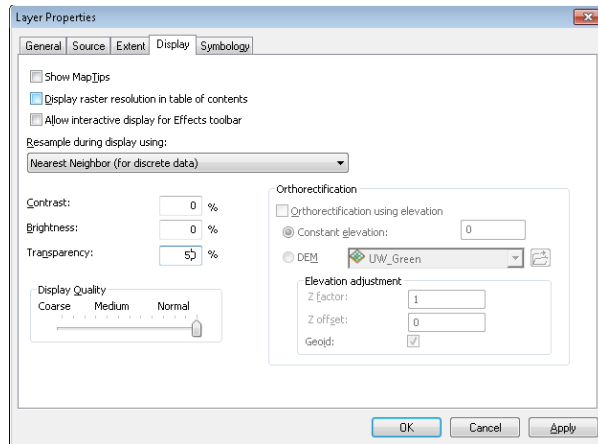 Layer Properties
General Source Extent Display Symbology
Show MapTips
Display raster resolution in table of contents
Allow interactive display for Effects toolbar
Resample during display using:
Nearest Neighbor (for discrete data)
Contrast: 0 %
Brightness: 0 %
Transparency: %
Display Quality
Coarse Medium Normal
Orthorectification
Orthorectification using elevation
Constant elevation: 0
DEM UW_Green
Elevation adjustment
Z factor: 1
Z offset: 0
Geoid:
OK Cancel Apply